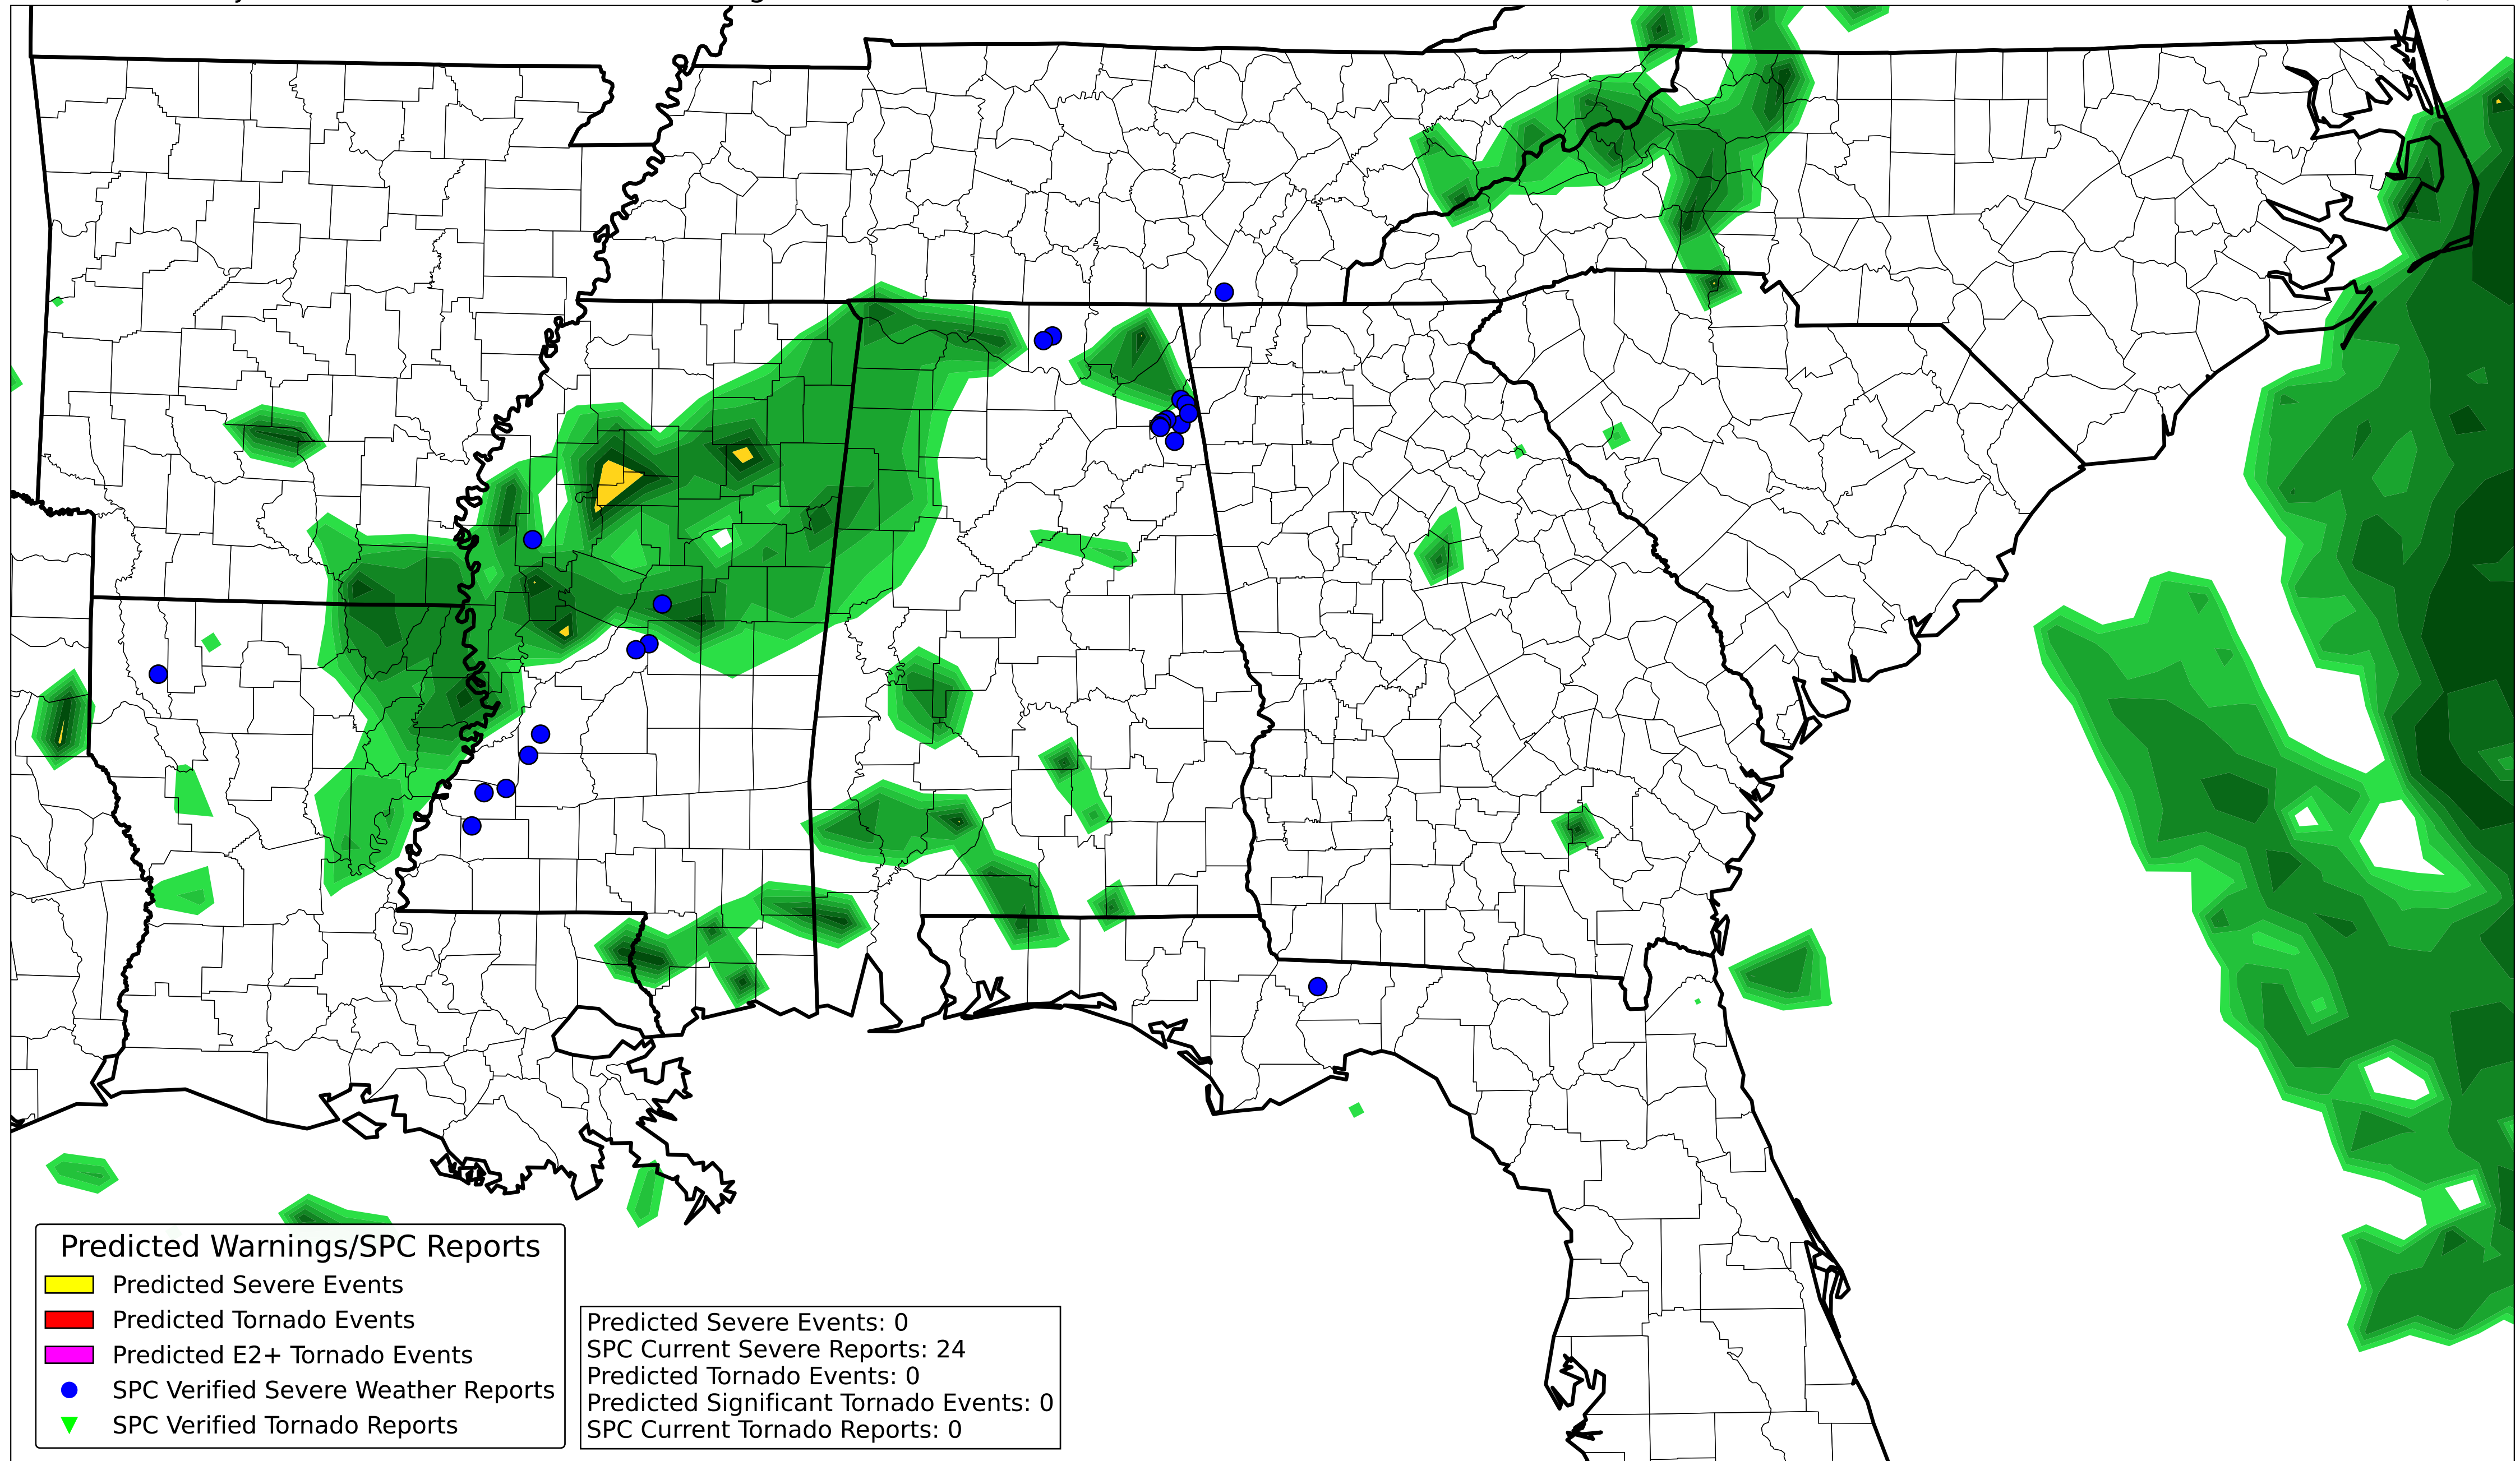 Predicted Warnings/SPC Reports
Predicted Severe Events
Predicted Tornado Events
Predicted E2+ Tornado Events
SPC Verified Severe Weather Reports
SPC Verified Tornado Reports
Predicted Severe Events: 0
SPC Current Severe Reports: 24
Predicted Tornado Events: 0
Predicted Significant Tornado Events: 0
SPC Current Tornado Reports: 0